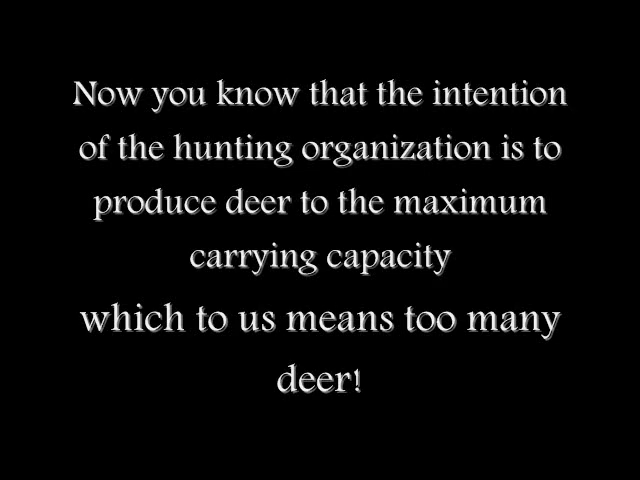 Now you know that the intention
of the hunting organization is to
produce deer to the maximum
carrying capacity
which to us means too many
deer!